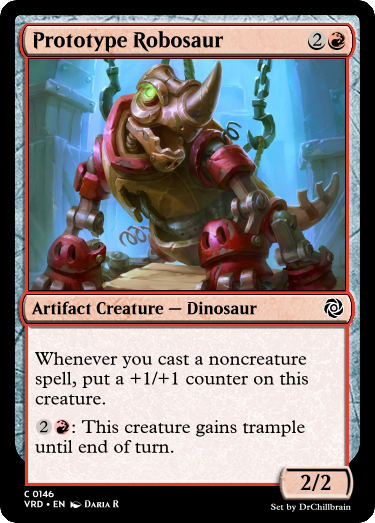 Prototype Robosaur 2
Artifact Creature — Dinosaur
Whenever you cast a noncreature
spell, put a +1/+1 counter on this
creature.
2 : This creature gains trample
until end of turn.
2/2
C 0146
VRD • EN DARIA R
Set by DrChillbrain